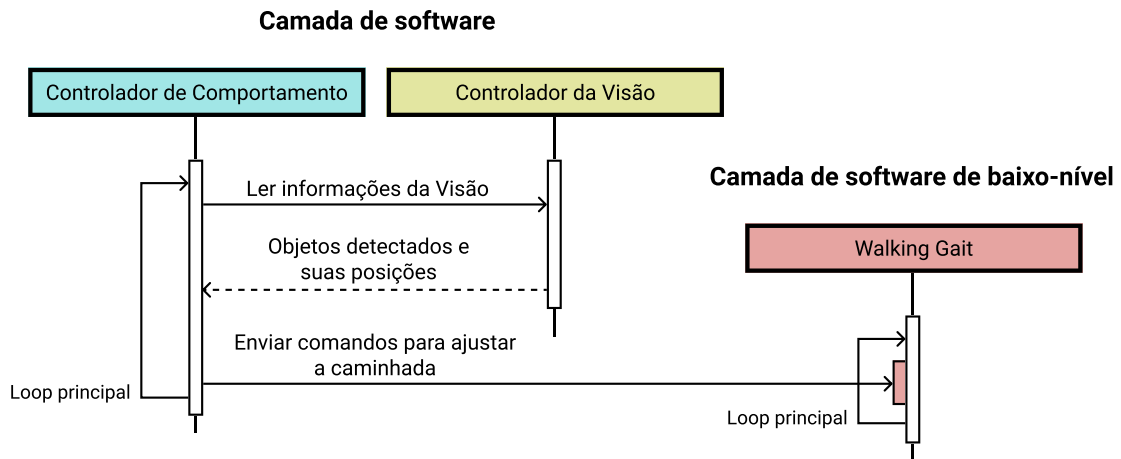 Camada de software
Controlador de Comportamento
Controlador da Visão
Ler informações da Visão
Camada de software de baixo-nível
Objetos detectados e
suas posições
Walking Gait
Enviar comandos para ajustar
a caminhada
Loop principal
Loop principal